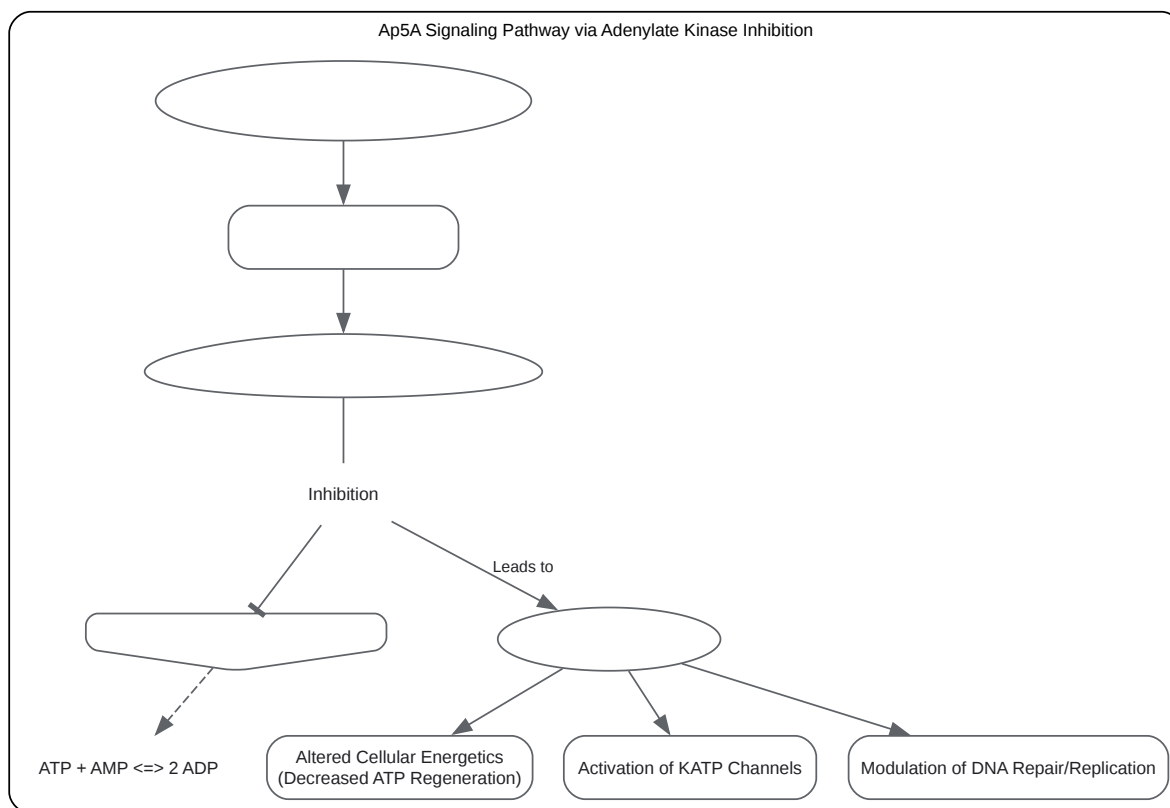 Ap5A Signaling Pathway via Adenylate Kinase Inhibition
Inhibition
Leads to
ATP + AMP <=> 2 ADP
Altered Cellular Energetics
(Decreased ATP Regeneration)
Activation of KATP Channels
Modulation of DNA Repair/Replication